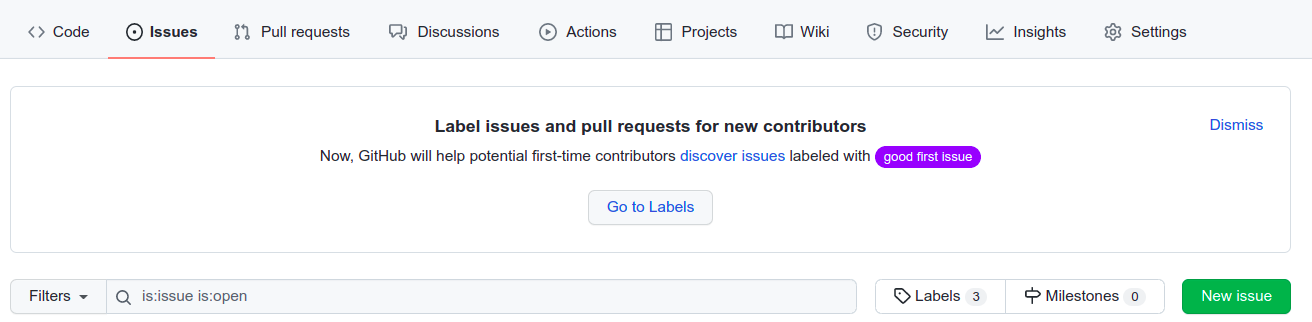 Code Issues Pull requests Discussions Actions Projects Wiki Security Insights Settings
Label issues and pull requests for new contributors
Dismiss
Now, GitHub will help potential first-time contributors discover issues labeled with good first issue
Go to Labels
Filters is:issue is:open Labels 3 Milestones 0 New issue